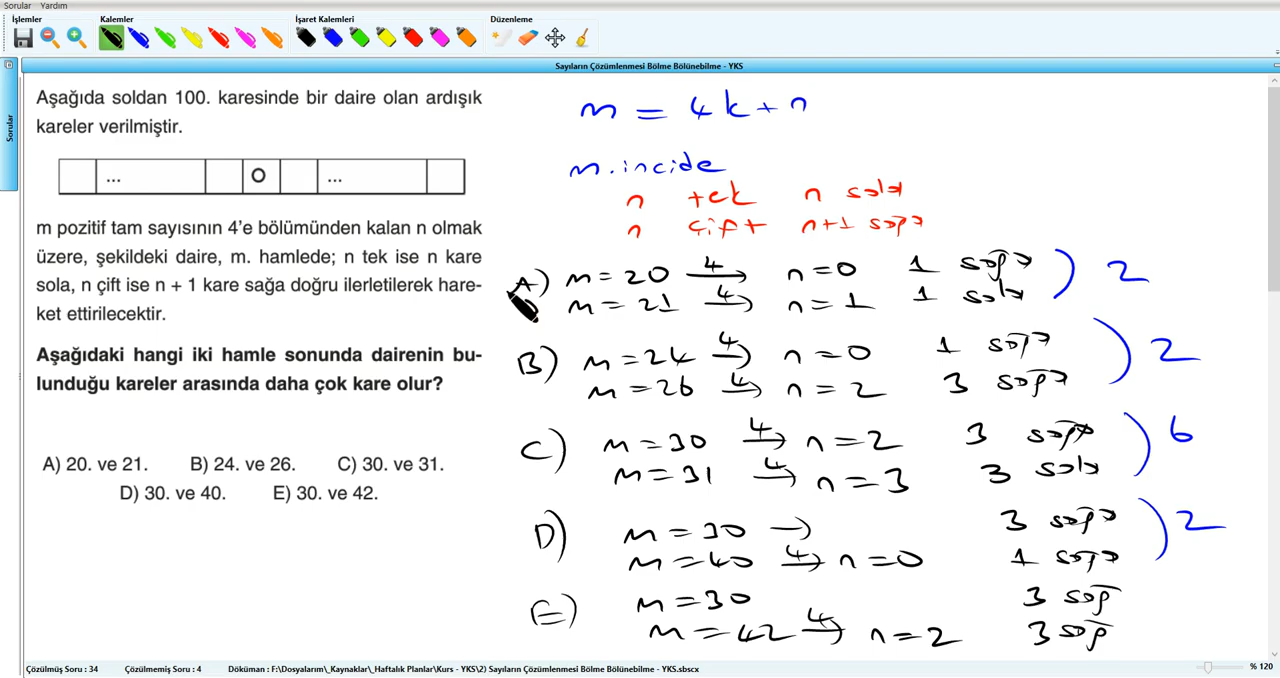 Sorular Yardım
İşlemler Kalemler İşaret Kalemleri Düzenleme
Sayıların Çözümlenmesi Bölme Bölünebilme - YKS
Sorular
Aşağıda soldan 100. karesinde bir daire olan ardışık
kareler verilmiştir.
... O ...
m pozitif tam sayısının 4'e bölümünden kalan n olmak
üzere, şekildeki daire, m. hamlede; n tek ise n kare
sola, n çift ise n + 1 kare sağa doğru ilerletilerek hare-
ket ettirilecektir.
Aşağıdaki hangi iki hamle sonunda dairenin bu-
lunduğu kareler arasında daha çok kare olur?
A) 20. ve 21. B) 24. ve 26. C) 30. ve 31.
D) 30. ve 40. E) 30. ve 42.
m = 4k+n
m.incide
n tek n sola
n çift n+1 sağa
A) m=20 4→ n=0 1 sağa
m=21 4→ n=1 1 sola ) 2
B) m=24 4→ n=0 1 sağa
m=26 4→ n=2 3 sağa ) 2
C) m=30 4→ n=2 3 sağa
m=31 4→ n=3 3 sola ) 6
D) m=30 → 3 sağa
m=40 4→ n=0 1 sağa ) 2
E) m=30 3 sağ
m=42 4→ n=2 3 sağ
Çözülmüş Soru : 34 Çözülmemiş Soru : 4 Döküman : F:\Dosyalarım\_Kaynaklar\_Haftalık Planlar\Kurs - YKS\2) Sayıların Çözümlenmesi Bölme Bölünebilme - YKS.sbscx % 120